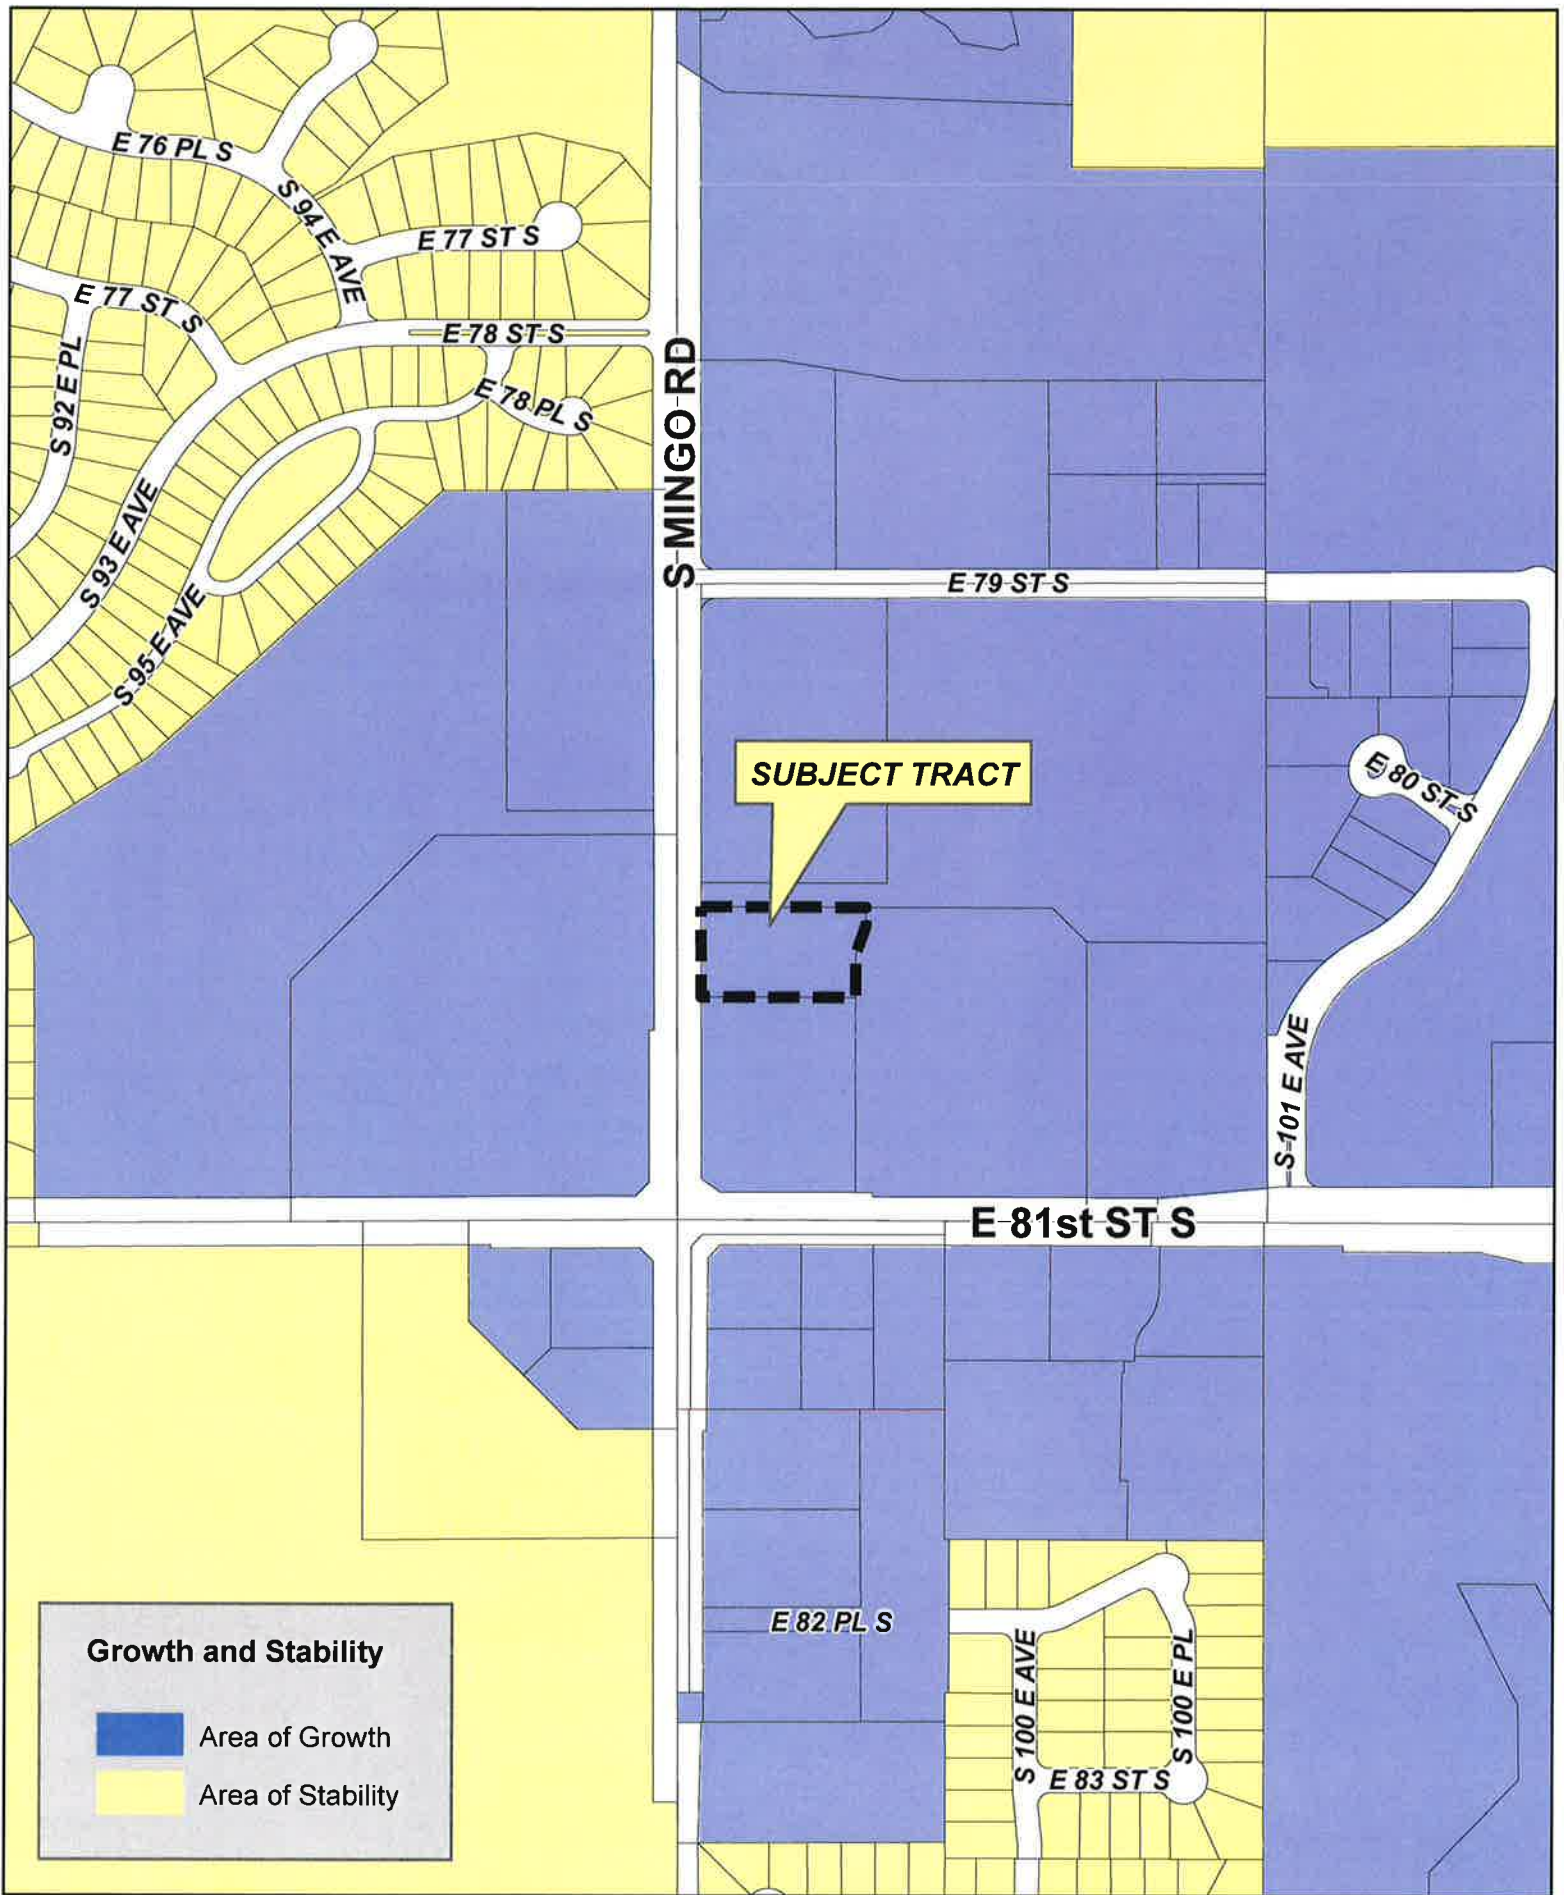 E 76 PL S
S 94 E AVE
E 77 ST S
E 77 ST S
E 78 ST S
S 92 E PL
E 78 PL S
S MINGO RD
S 93 E AVE
E 79 ST S
S 95 E AVE
SUBJECT TRACT
E 80 ST S
S 101 E AVE
E 81st ST S
E 82 PL S
S 100 E AVE
S 100 E PL
E 83 ST S
Growth and Stability
Area of Growth
Area of Stability